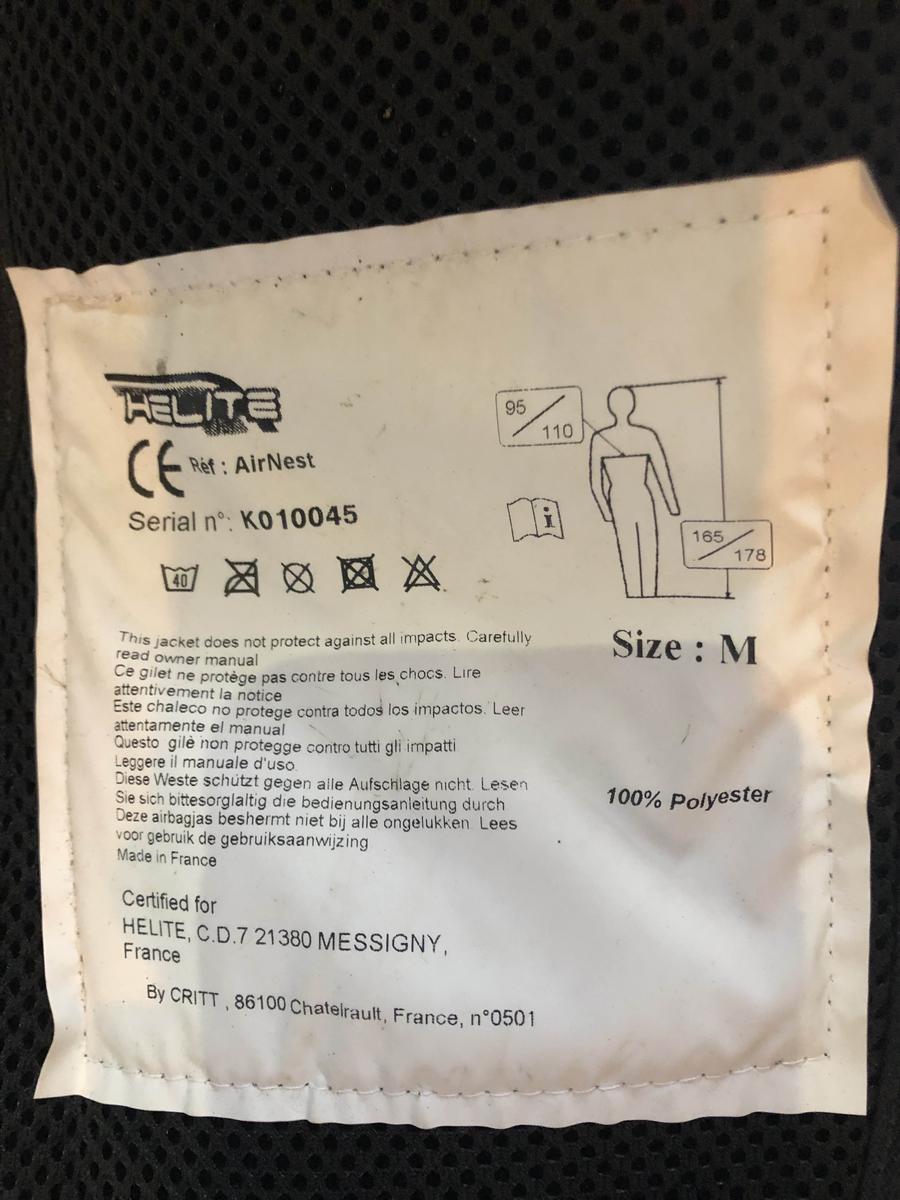 HELITE
CE Réf : AirNest
Serial n°: K010045
40
95
110
i
165
178
Size : M
This jacket does not protect against all impacts. Carefully
read owner manual
Ce gilet ne protège pas contre tous les chocs. Lire
attentivement la notice
Este chaleco no protege contra todos los impactos. Leer
attentamente el manual
Questo gilè non protegge contro tutti gli impatti
Leggere il manuale d'uso.
Diese Weste schützt gegen alle Aufschlage nicht. Lesen
Sie sich bittesorglaltig die bedienungsanleitung durch
Deze airbagjas beshermt niet bij alle ongelukken. Lees
voor gebruik de gebruiksaanwijzing
Made in France
100% Polyester
Certified for
HELITE, C.D.7 21380 MESSIGNY,
France
By CRITT , 86100 Chatelrault, France, n°0501